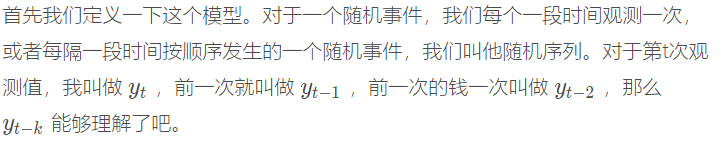 首先我们定义一下这个模型。对于一个随机事件，我们每个一段时间观测一次，
或者每隔一段时间按顺序发生的一个随机事件，我们叫他随机序列。对于第t次观
测值，我叫做 y_t ，前一次就叫做 y_{t-1} ，前一次的钱一次叫做 y_{t-2} ，那么
y_{t-k} 能够理解了吧。